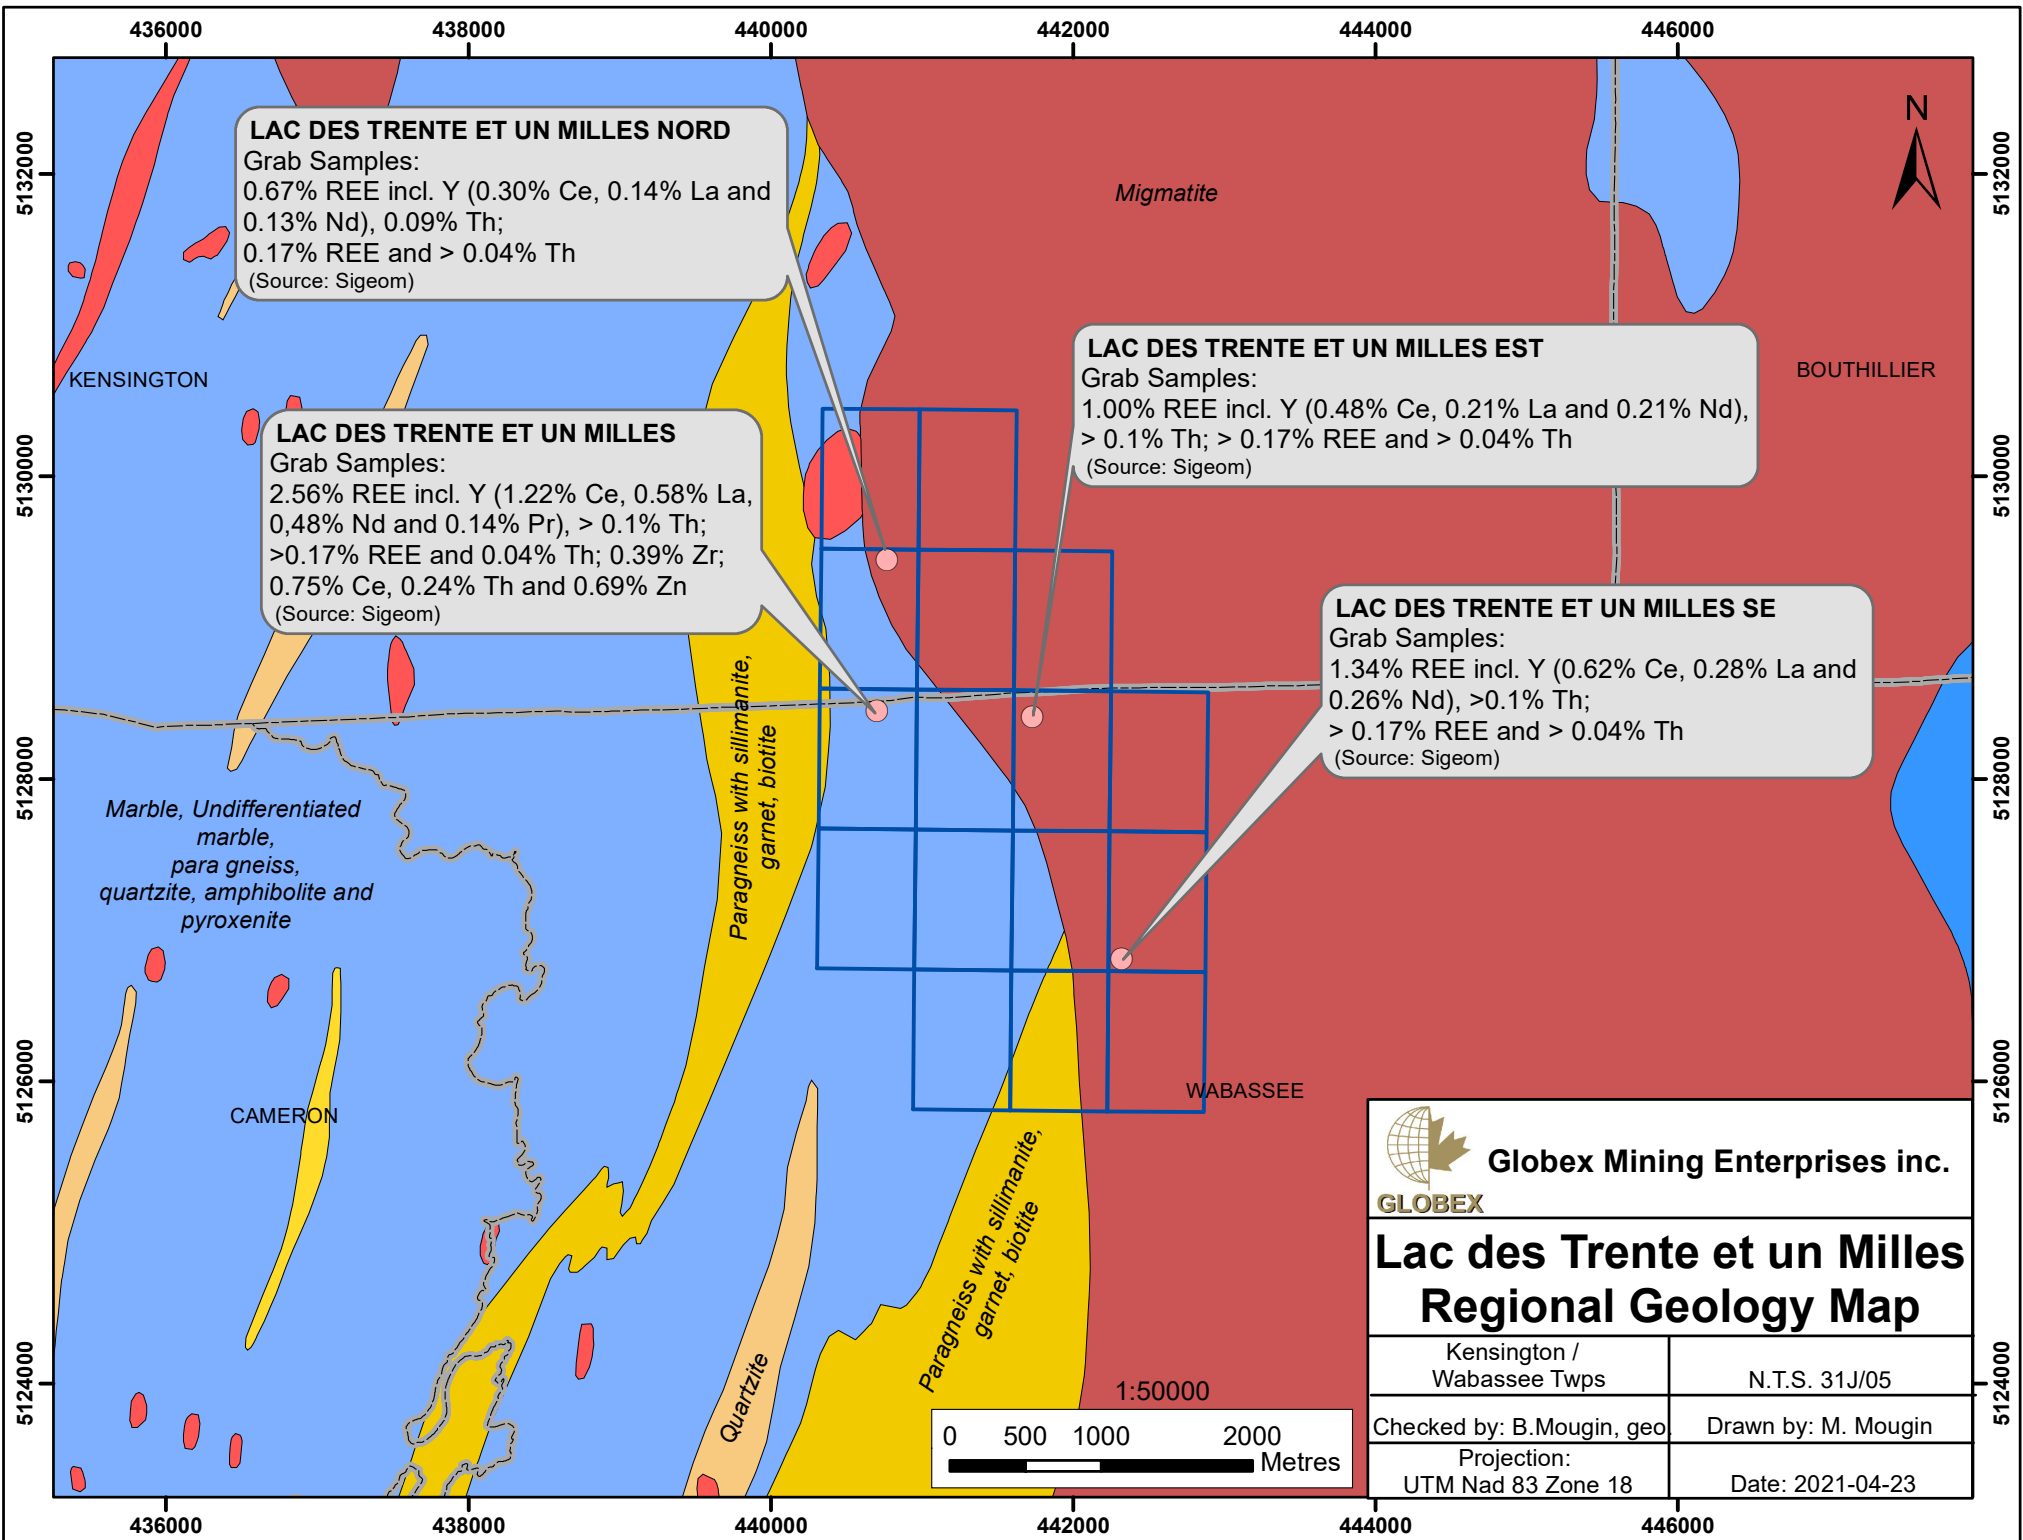 436000
438000
440000
442000
444000
446000
N
5132000
5132000
LAC DES TRENTE ET UN MILLES NORD
Grab Samples:
0.67% REE incl. Y (0.30% Ce, 0.14% La and
0.13% Nd), 0.09% Th;
0.17% REE and > 0.04% Th
(Source: Sigeom)
Migmatite
KENSINGTON
BOUTHILLIER
LAC DES TRENTE ET UN MILLES EST
Grab Samples:
1.00% REE incl. Y (0.48% Ce, 0.21% La and 0.21% Nd),
> 0.1% Th; > 0.17% REE and > 0.04% Th
(Source: Sigeom)
5130000
5130000
LAC DES TRENTE ET UN MILLES
Grab Samples:
2.56% REE incl. Y (1.22% Ce, 0.58% La,
0,48% Nd and 0.14% Pr), > 0.1% Th;
>0.17% REE and 0.04% Th; 0.39% Zr;
0.75% Ce, 0.24% Th and 0.69% Zn
(Source: Sigeom)
LAC DES TRENTE ET UN MILLES SE
Grab Samples:
1.34% REE incl. Y (0.62% Ce, 0.28% La and
0.26% Nd), >0.1% Th;
> 0.17% REE and > 0.04% Th
(Source: Sigeom)
5128000
5128000
Paragneiss with sillimanite,
garnet, biotite
Marble, Undifferentiated
marble,
para gneiss,
quartzite, amphibolite and
pyroxenite
5126000
5126000
CAMERON
WABASSEE
Paragneiss with sillimanite,
garnet, biotite
Quartzite
5124000
5124000
1:50000
0 500 1000 2000
Metres
GLOBEX
Globex Mining Enterprises inc.
Lac des Trente et un Milles
Regional Geology Map
Kensington /
Wabassee Twps
N.T.S. 31J/05
Checked by: B.Mougin, geo.
Drawn by: M. Mougin
Projection:
UTM Nad 83 Zone 18
Date: 2021-04-23
436000
438000
440000
442000
444000
446000